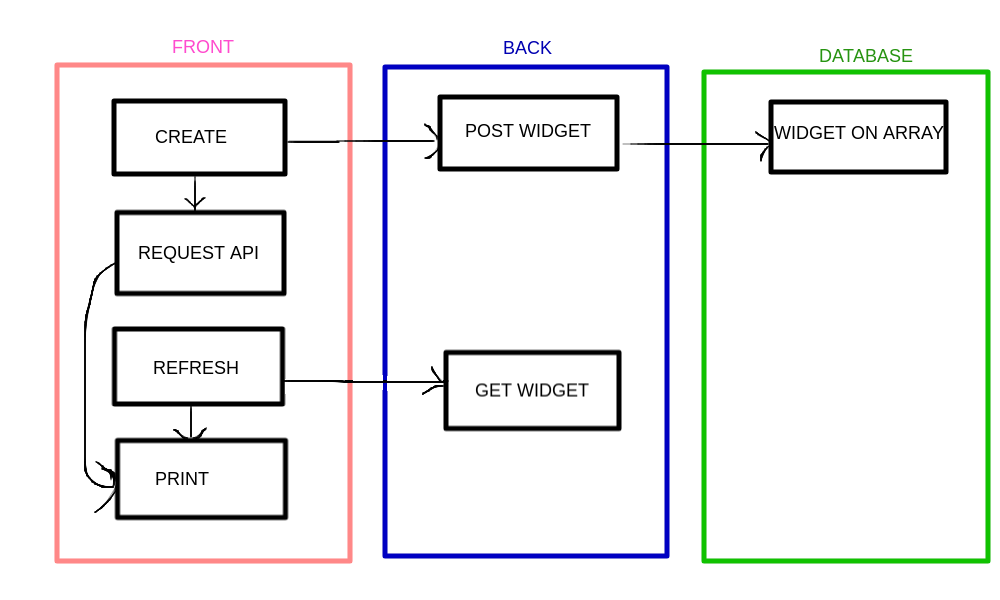 FRONT
BACK
DATABASE
CREATE
POST WIDGET
WIDGET ON ARRAY
REQUEST API
REFRESH
GET WIDGET
PRINT